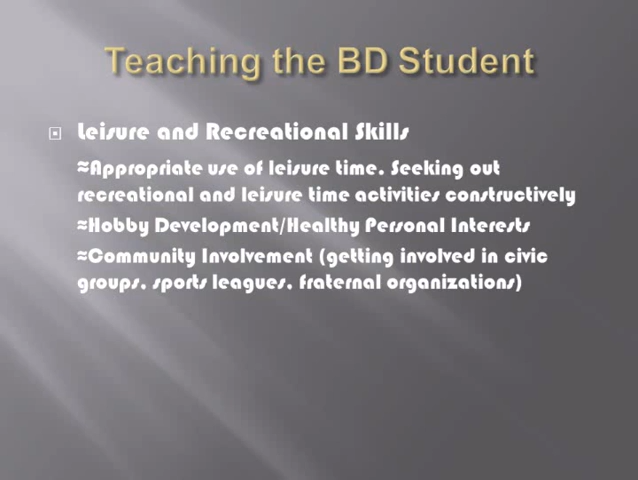 Teaching the BD Student
Leisure and Recreational Skills
≈Appropriate use of leisure time. Seeking out
recreational and leisure time activities constructively
≈Hobby Development/Healthy Personal Interests
≈Community Involvement (getting involved in civic
groups, sports leagues, fraternal organizations)